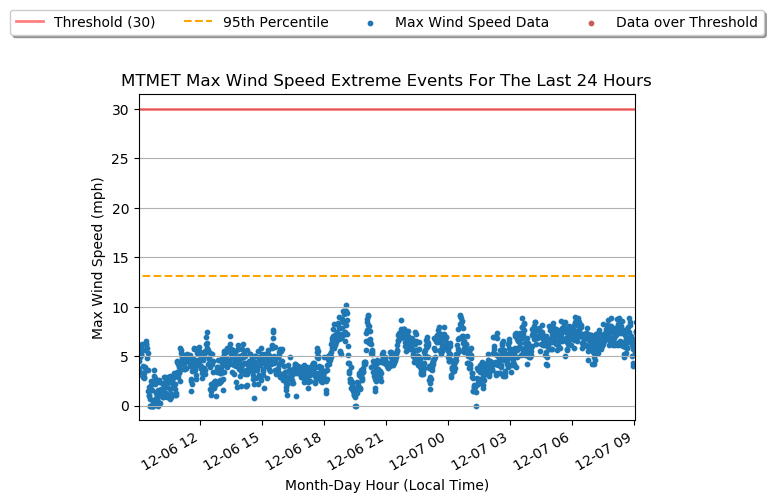 Threshold (30) 95th Percentile Max Wind Speed Data Data over Threshold
MTMET Max Wind Speed Extreme Events For The Last 24 Hours
30
25
20
15
10
5
0
Max Wind Speed (mph)
12-06 12 12-06 15 12-06 18 12-06 21 12-07 00 12-07 03 12-07 06 12-07 09
Month-Day Hour (Local Time)